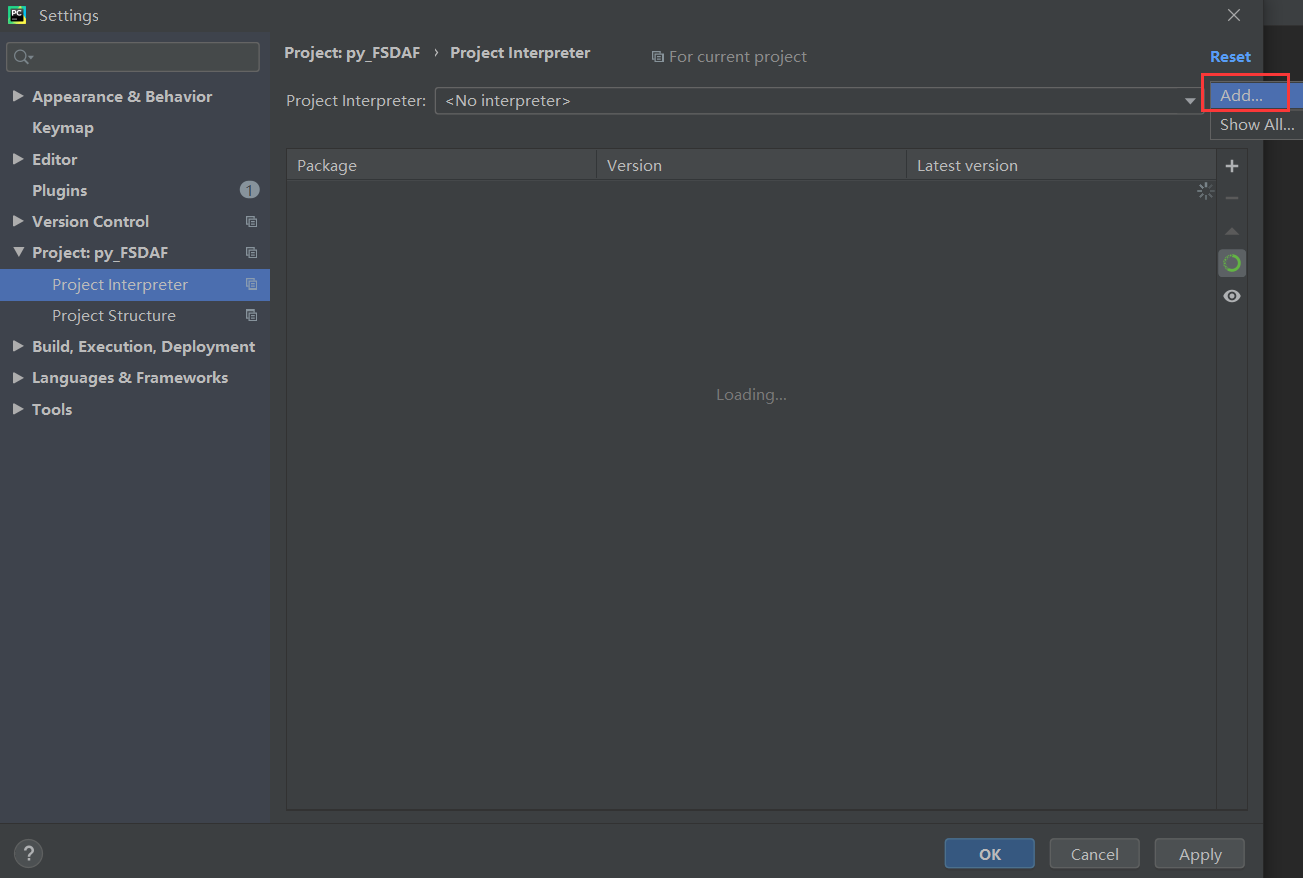 PC
Settings
Project: py_FSDAF › Project Interpreter
For current project
Reset
Appearance & Behavior
Keymap
Editor
Plugins
1
Version Control
Project: py_FSDAF
Project Interpreter
Project Structure
Build, Execution, Deployment
Languages & Frameworks
Tools
Project Interpreter: <No interpreter>
Add...
Show All...
Package Version Latest version
Loading...
?
OK Cancel Apply